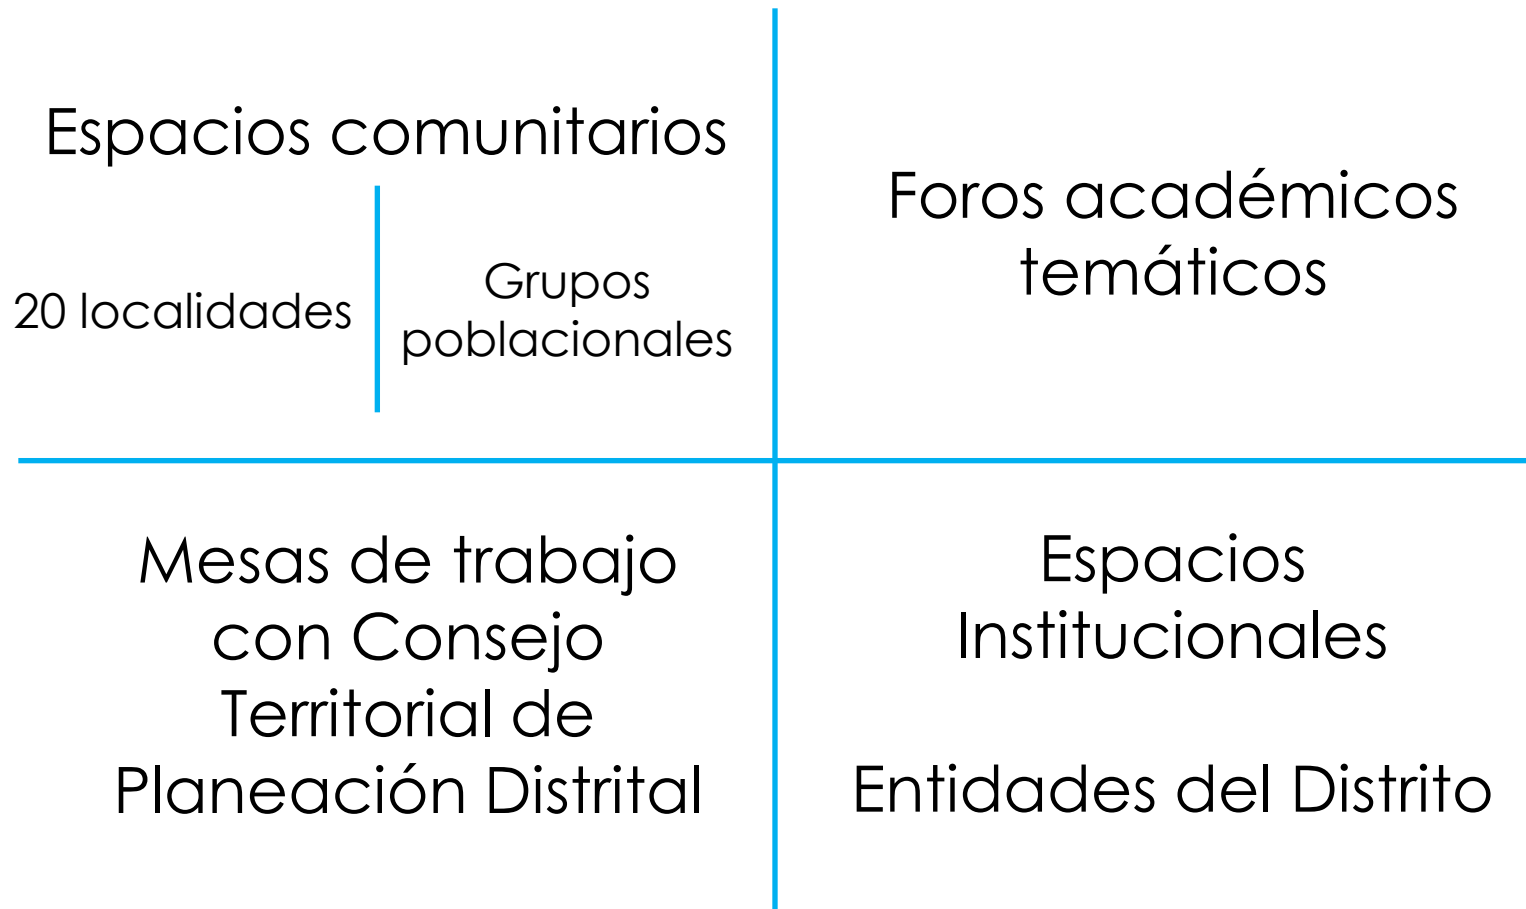 Espacios comunitarios
20 localidades
Grupos
poblacionales
Foros académicos
temáticos
Mesas de trabajo
con Consejo
Territorial de
Planeación Distrital
Espacios
Institucionales
Entidades del Distrito